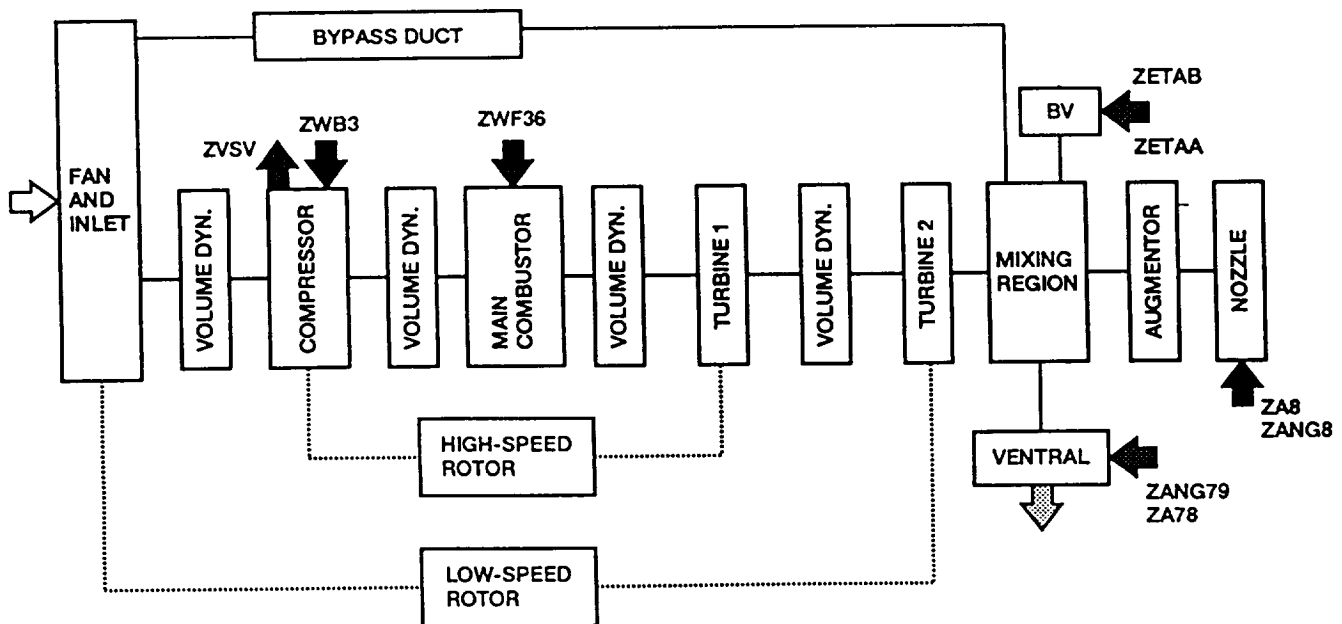 BYPASS DUCT
ZETAB
BV
ZETAA
ZWB3
ZWF36
ZVSV
FAN
AND
INLET
VOLUME DYN.
COMPRESSOR
VOLUME DYN.
MAIN
COMBUSTOR
VOLUME DYN.
TURBINE 1
VOLUME DYN.
TURBINE 2
MIXING
REGION
AUGMENTOR
NOZZLE
ZA8
ZANG8
HIGH-SPEED
ROTOR
VENTRAL
ZANG79
ZA78
LOW-SPEED
ROTOR